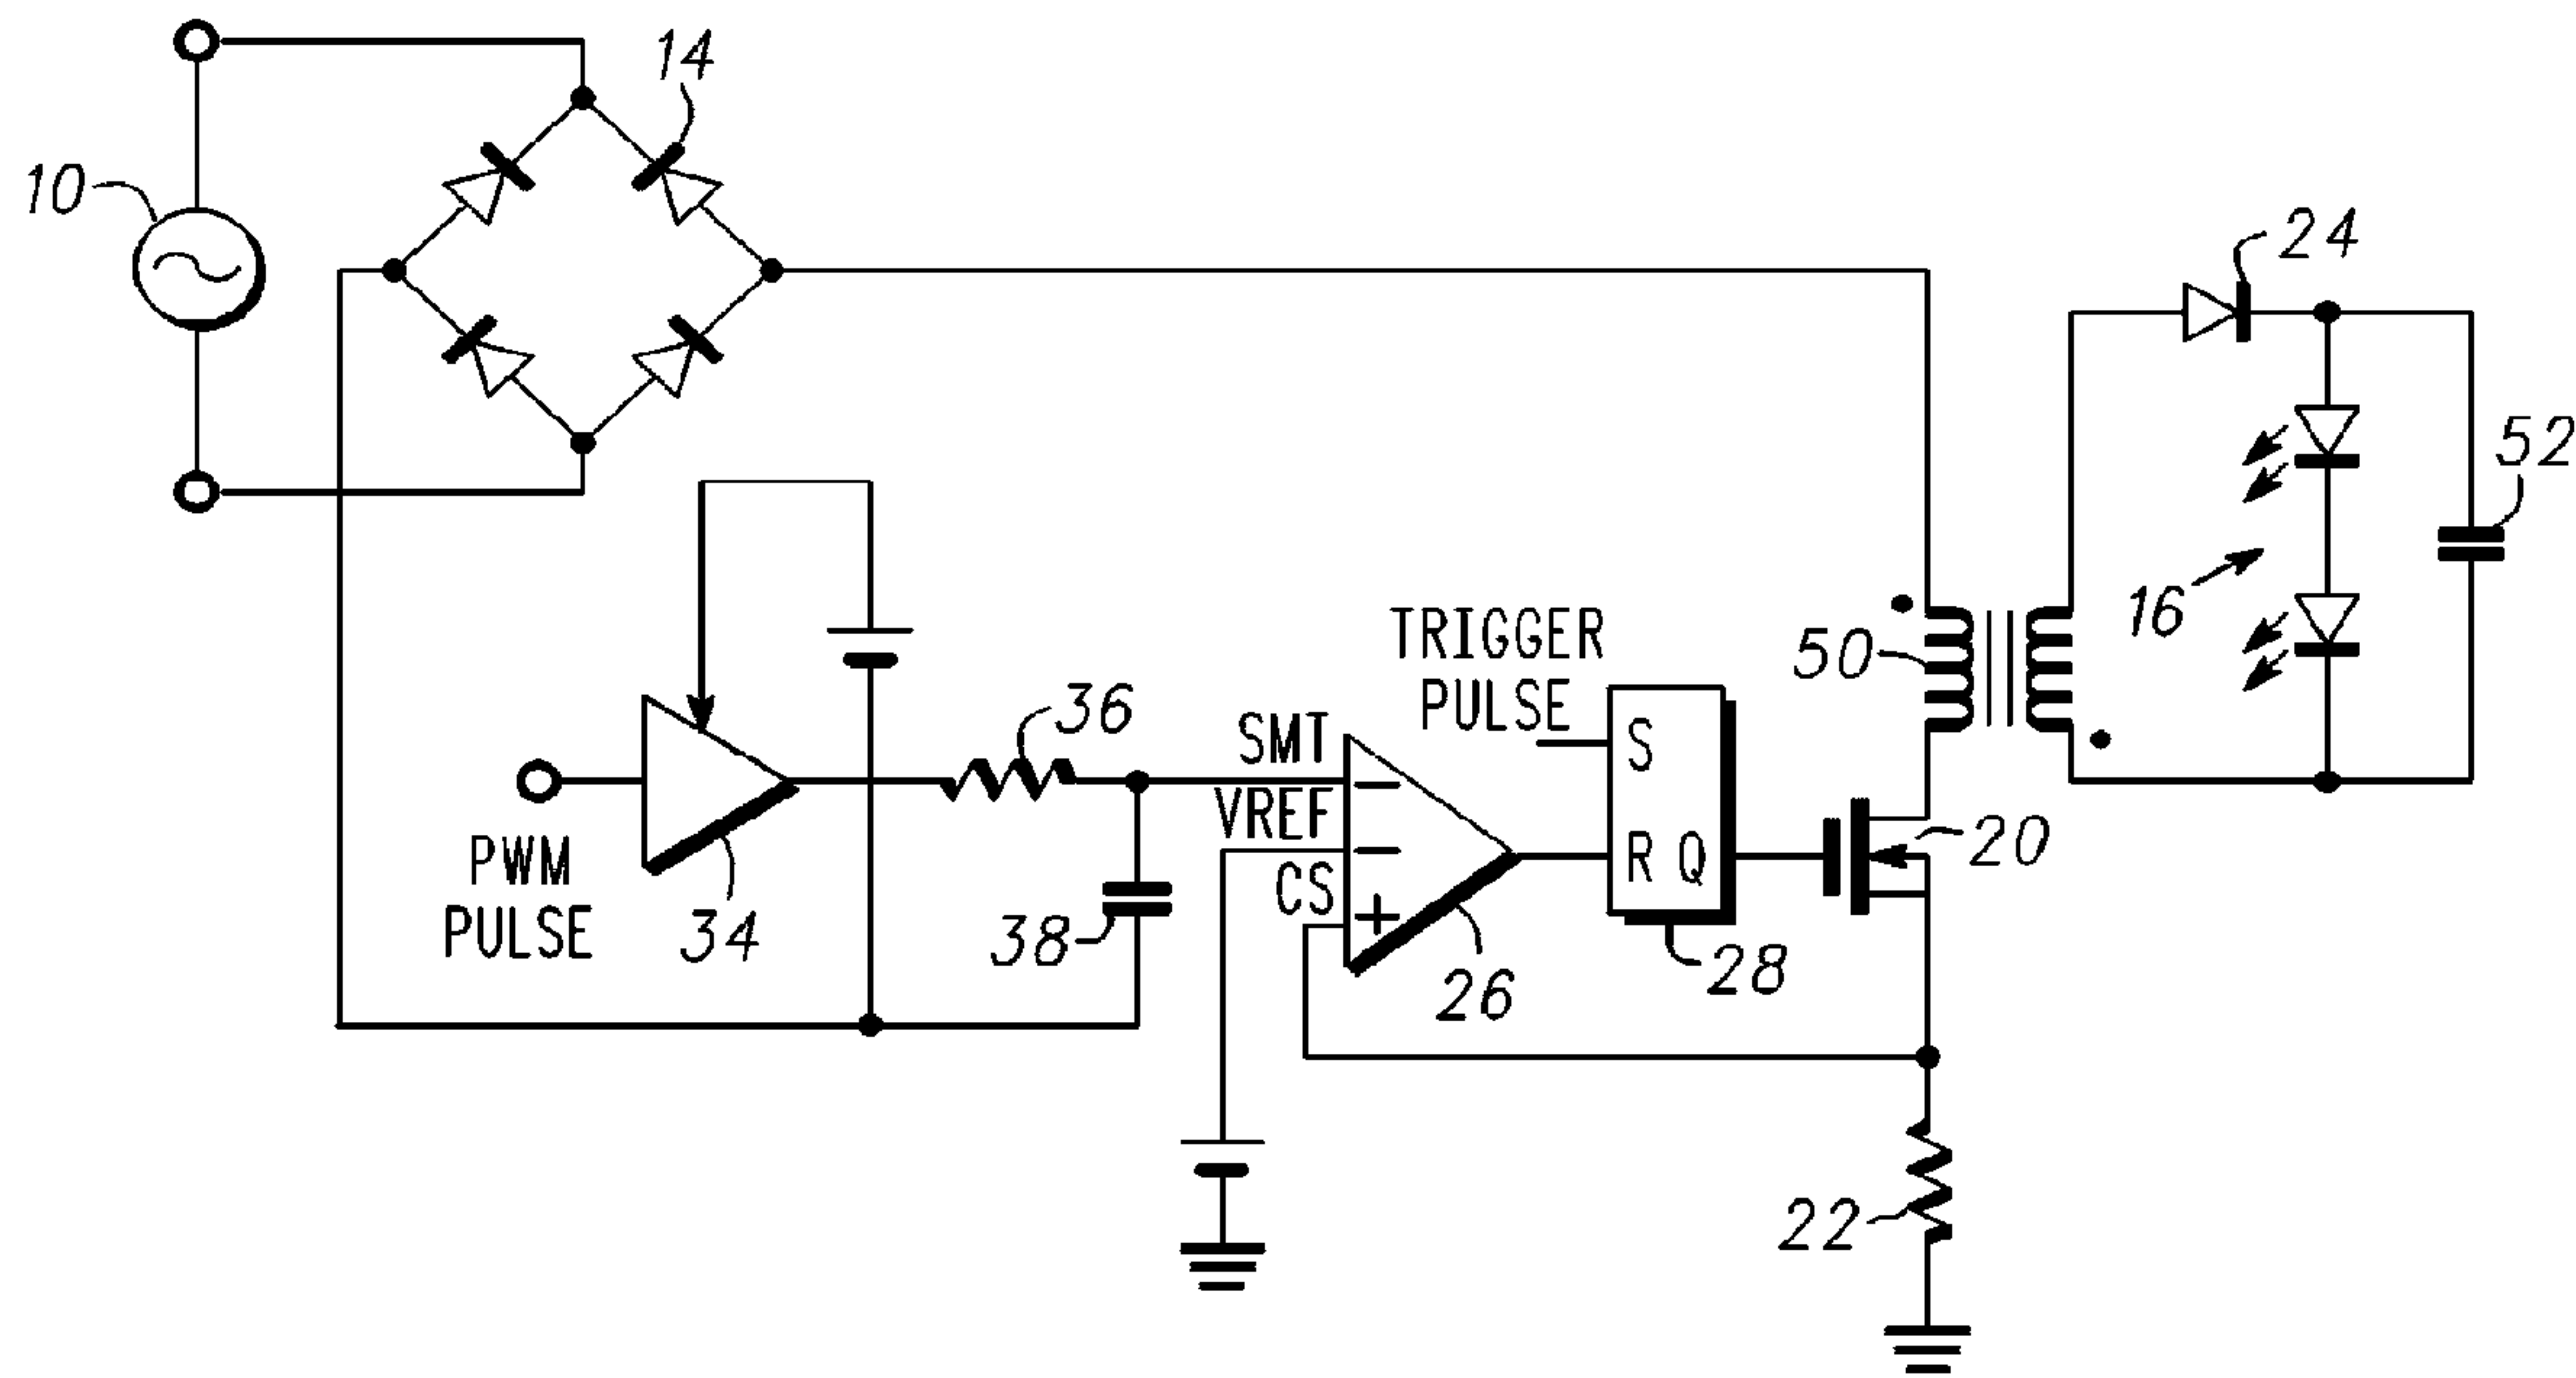 14
10
24
52
16
TRIGGER
PULSE
50
36
SMT
S
VREF
20
PWM
PULSE
R Q
CS
34
38
28
26
22